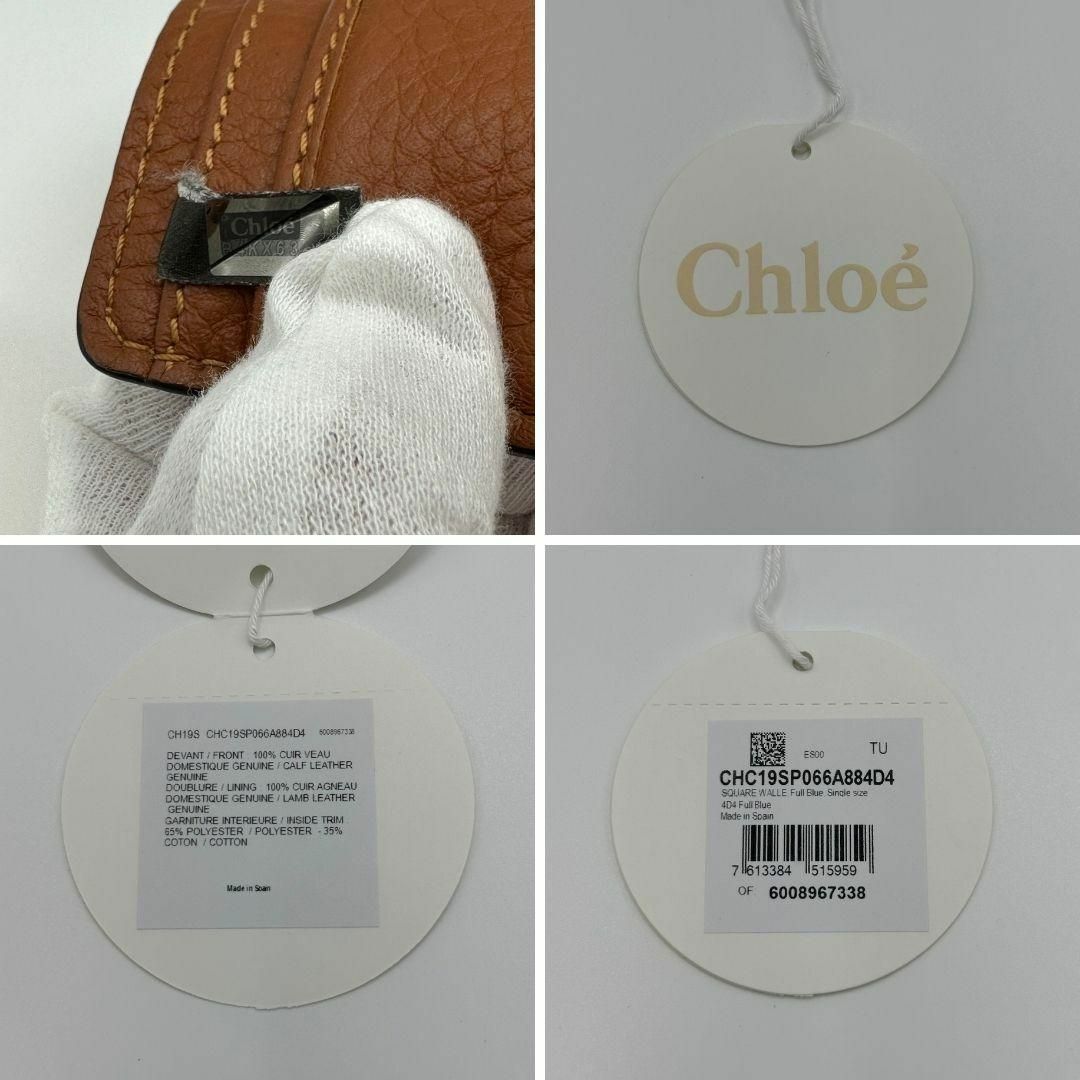 Chloé
Chloé
CH19S CHC19SP066A884D4 6008967338
DEVANT / FRONT : 100% CUIR VEAU
DOMESTIQUE GENUINE / CALF LEATHER
GENUINE
DOUBLURE / LINING : 100% CUIR AGNEAU
DOMESTIQUE GENUINE / LAMB LEATHER
GENUINE
GARNITURE INTERIEURE / INSIDE TRIM :
65% POLYESTER / POLYESTER - 35%
COTON / COTTON
Made in Spain
ES00 TU
CHC19SP066A884D4
SQUARE WALLE Full Blue Single size
4D4 Full Blue
Made in Spain
7 613384 515959
OF 6008967338